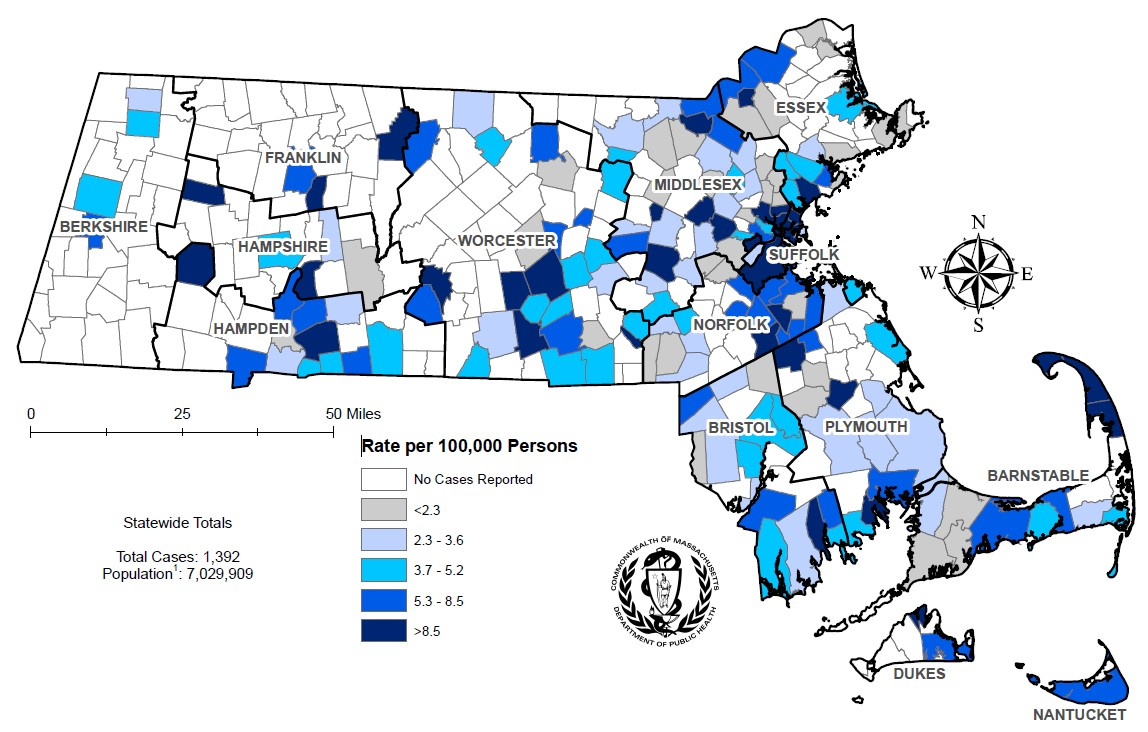 ESSEX
FRANKLIN
MIDDLESEX
BERKSHIRE
HAMPSHIRE
WORCESTER
SUFFOLK
N
W
E
S
HAMPDEN
NORFOLK
0
25
50 Miles
BRISTOL
PLYMOUTH
Rate per 100,000 Persons
No Cases Reported
<2.3
2.3 - 3.6
3.7 - 5.2
5.3 - 8.5
>8.5
Statewide Totals
Total Cases: 1,392
Population¹: 7,029,909
BARNSTABLE
COMMONWEALTH OF MASSACHUSETTS
DEPARTMENT OF PUBLIC HEALTH
DUKES
NANTUCKET